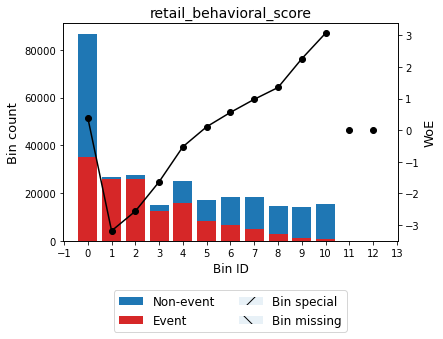 retail_behavioral_score
80000
60000
40000
20000
0
Bin count
3
2
1
0
−1
−2
−3
WoE
−1 0 1 2 3 4 5 6 7 8 9 10 11 12 13
Bin ID
Non-event Bin special
Event Bin missing